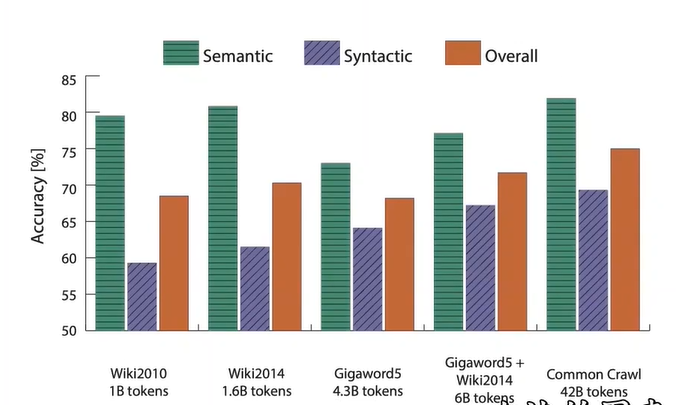 Semantic Syntactic Overall
Accuracy [%]
85
80
75
70
65
60
55
50
Wiki2010
1B tokens
Wiki2014
1.6B tokens
Gigaword5
4.3B tokens
Gigaword5 +
Wiki2014
6B tokens
Common Crawl
42B tokens